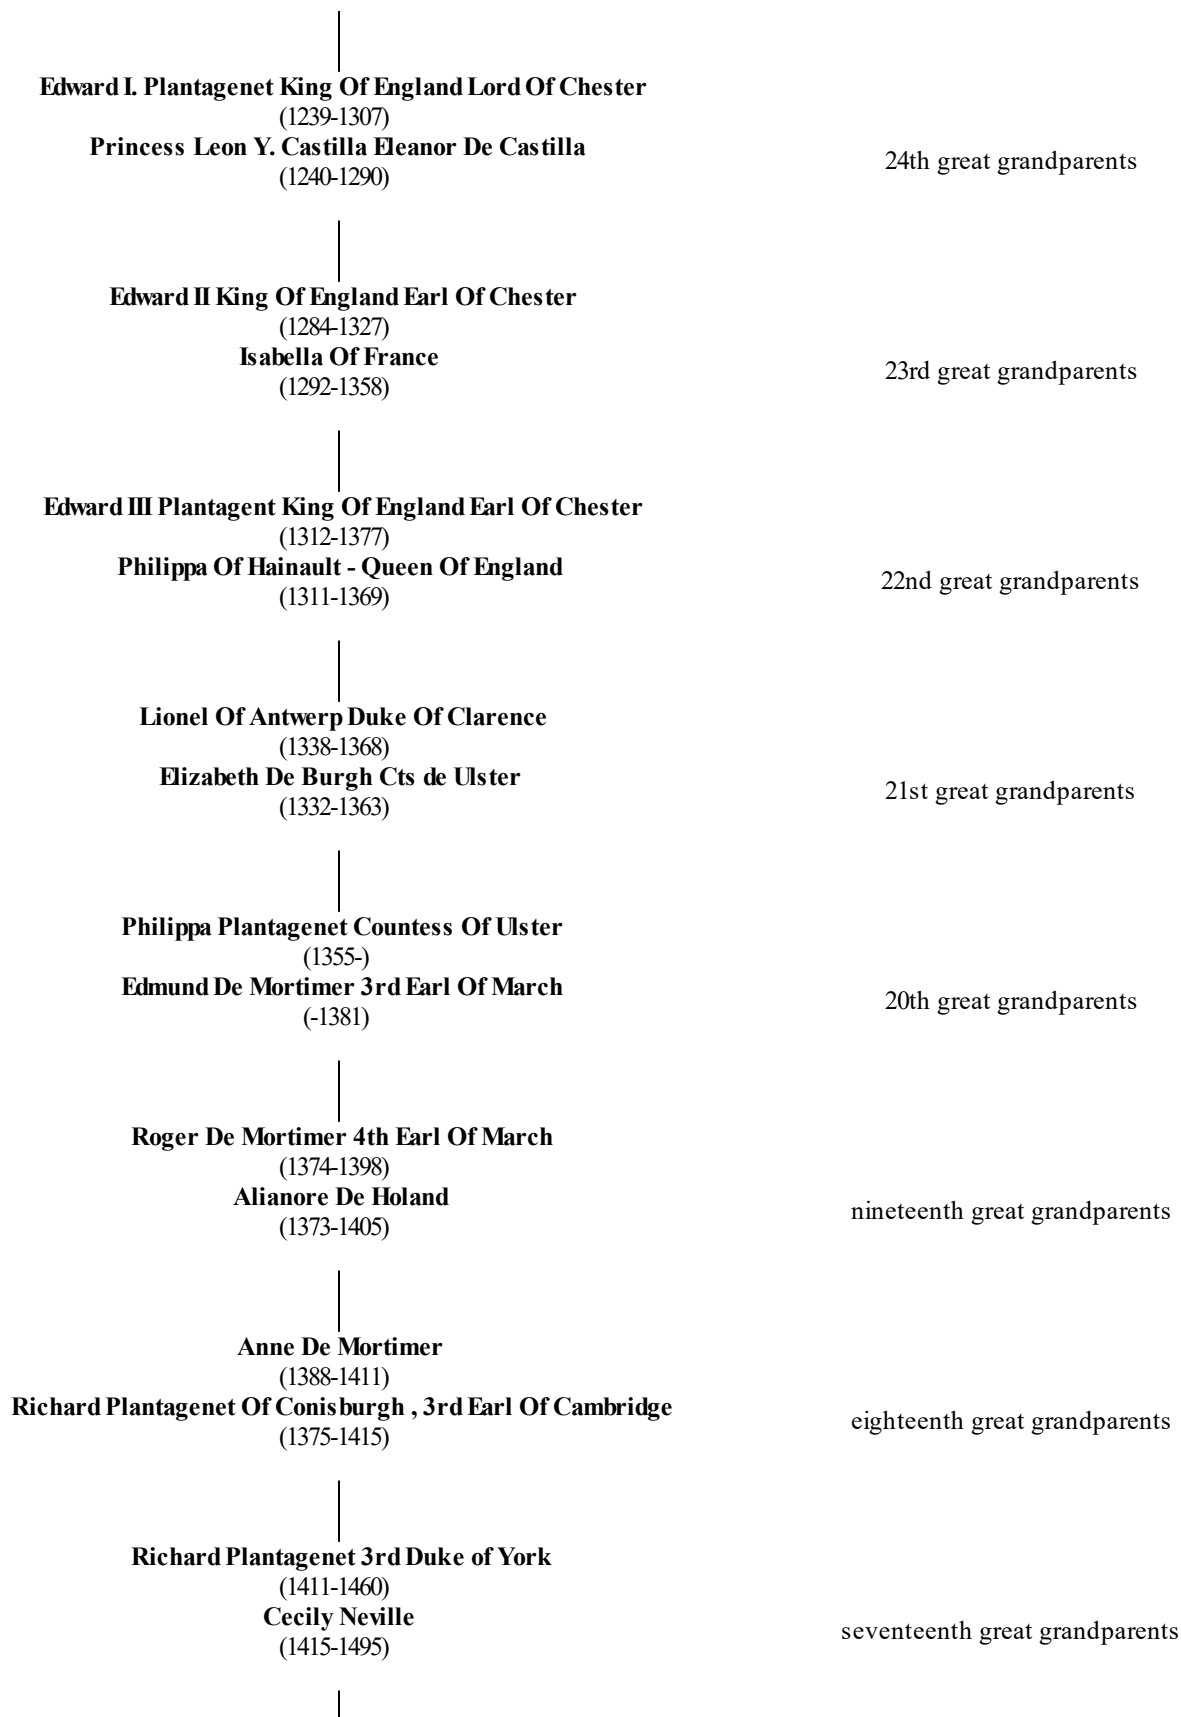 Edward I. Plantagenet King Of England Lord Of Chester
(1239-1307)
Princess Leon Y. Castilla Eleanor De Castilla
(1240-1290)
24th great grandparents
Edward II King Of England Earl Of Chester
(1284-1327)
Isabella Of France
(1292-1358)
23rd great grandparents
Edward III Plantagent King Of England Earl Of Chester
(1312-1377)
Philippa Of Hainault - Queen Of England
(1311-1369)
22nd great grandparents
Lionel Of Antwerp Duke Of Clarence
(1338-1368)
Elizabeth De Burgh Cts de Ulster
(1332-1363)
21st great grandparents
Philippa Plantagenet Countess Of Ulster
(1355-)
Edmund De Mortimer 3rd Earl Of March
(-1381)
20th great grandparents
Roger De Mortimer 4th Earl Of March
(1374-1398)
Alianore De Holand
(1373-1405)
nineteenth great grandparents
Anne De Mortimer
(1388-1411)
Richard Plantagenet Of Conisburgh , 3rd Earl Of Cambridge
(1375-1415)
eighteenth great grandparents
Richard Plantagenet 3rd Duke of York
(1411-1460)
Cecily Neville
(1415-1495)
seventeenth great grandparents